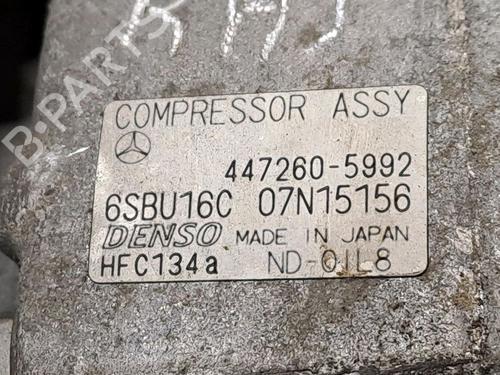 B-PARTS
COMPRESSOR ASSY
447260-5992
6SBU16C 07N15156
DENSO MADE IN JAPAN
HFC134a ND-OIL8